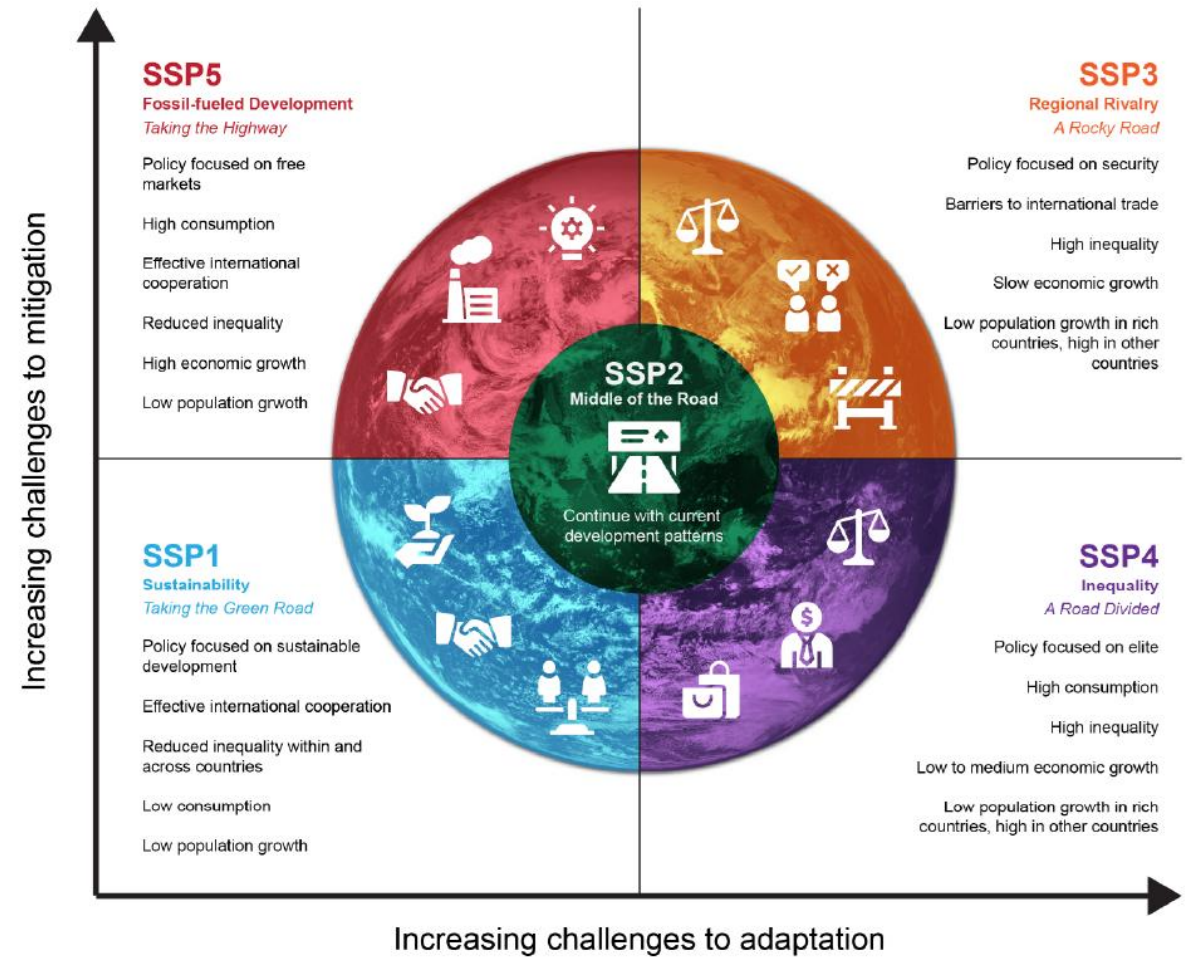 Increasing challenges to mitigation
SSP5
Fossil-fueled Development
Taking the Highway
Policy focused on free
markets
High consumption
Effective international
cooperation
Reduced inequality
High economic growth
Low population grwoth
SSP3
Regional Rivalry
A Rocky Road
Policy focused on security
Barriers to international trade
High inequality
Slow economic growth
Low population growth in rich
countries, high in other
countries
SSP2
Middle of the Road
Continue with current
development patterns
SSP1
Sustainability
Taking the Green Road
Policy focused on sustainable
development
Effective international cooperation
Reduced inequality within and
across countries
Low consumption
Low population growth
SSP4
Inequality
A Road Divided
Policy focused on elite
High consumption
High inequality
Low to medium economic growth
Low population growth in rich
countries, high in other countries
$
Increasing challenges to adaptation